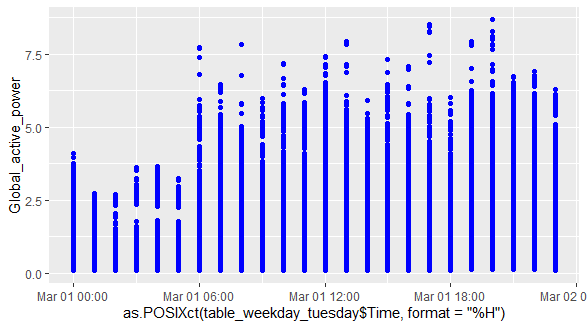 Global_active_power
7.5
5.0
2.5
0.0
Mar 01 00:00 Mar 01 06:00 Mar 01 12:00 Mar 01 18:00 Mar 02 0
as.POSIXct(table_weekday_tuesday$Time, format = "%H")